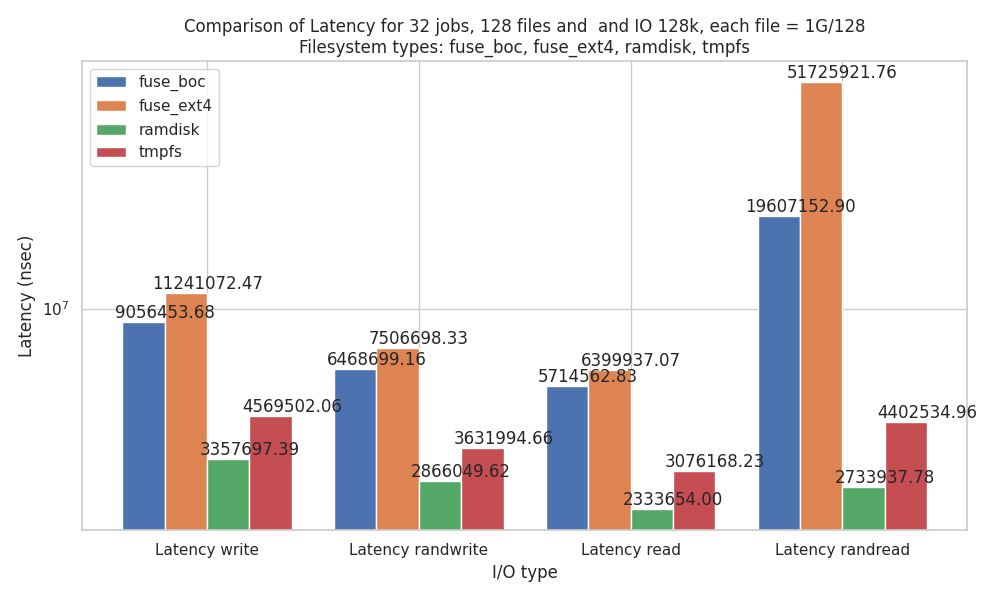 Comparison of Latency for 32 jobs, 128 files and  and IO 128k, each file = 1G/128
Filesystem types: fuse_boc, fuse_ext4, ramdisk, tmpfs
fuse_boc
fuse_ext4
ramdisk
tmpfs
51725921.76
19607152.90
11241072.47
9056453.68
7506698.33
6468699.16
6399937.07
5714562.83
4569502.06
4402534.96
3631994.66
3357697.39
3076168.23
2866049.62
2733937.78
2333654.00
10⁷
Latency (nsec)
Latency write
Latency randwrite
Latency read
Latency randread
I/O type